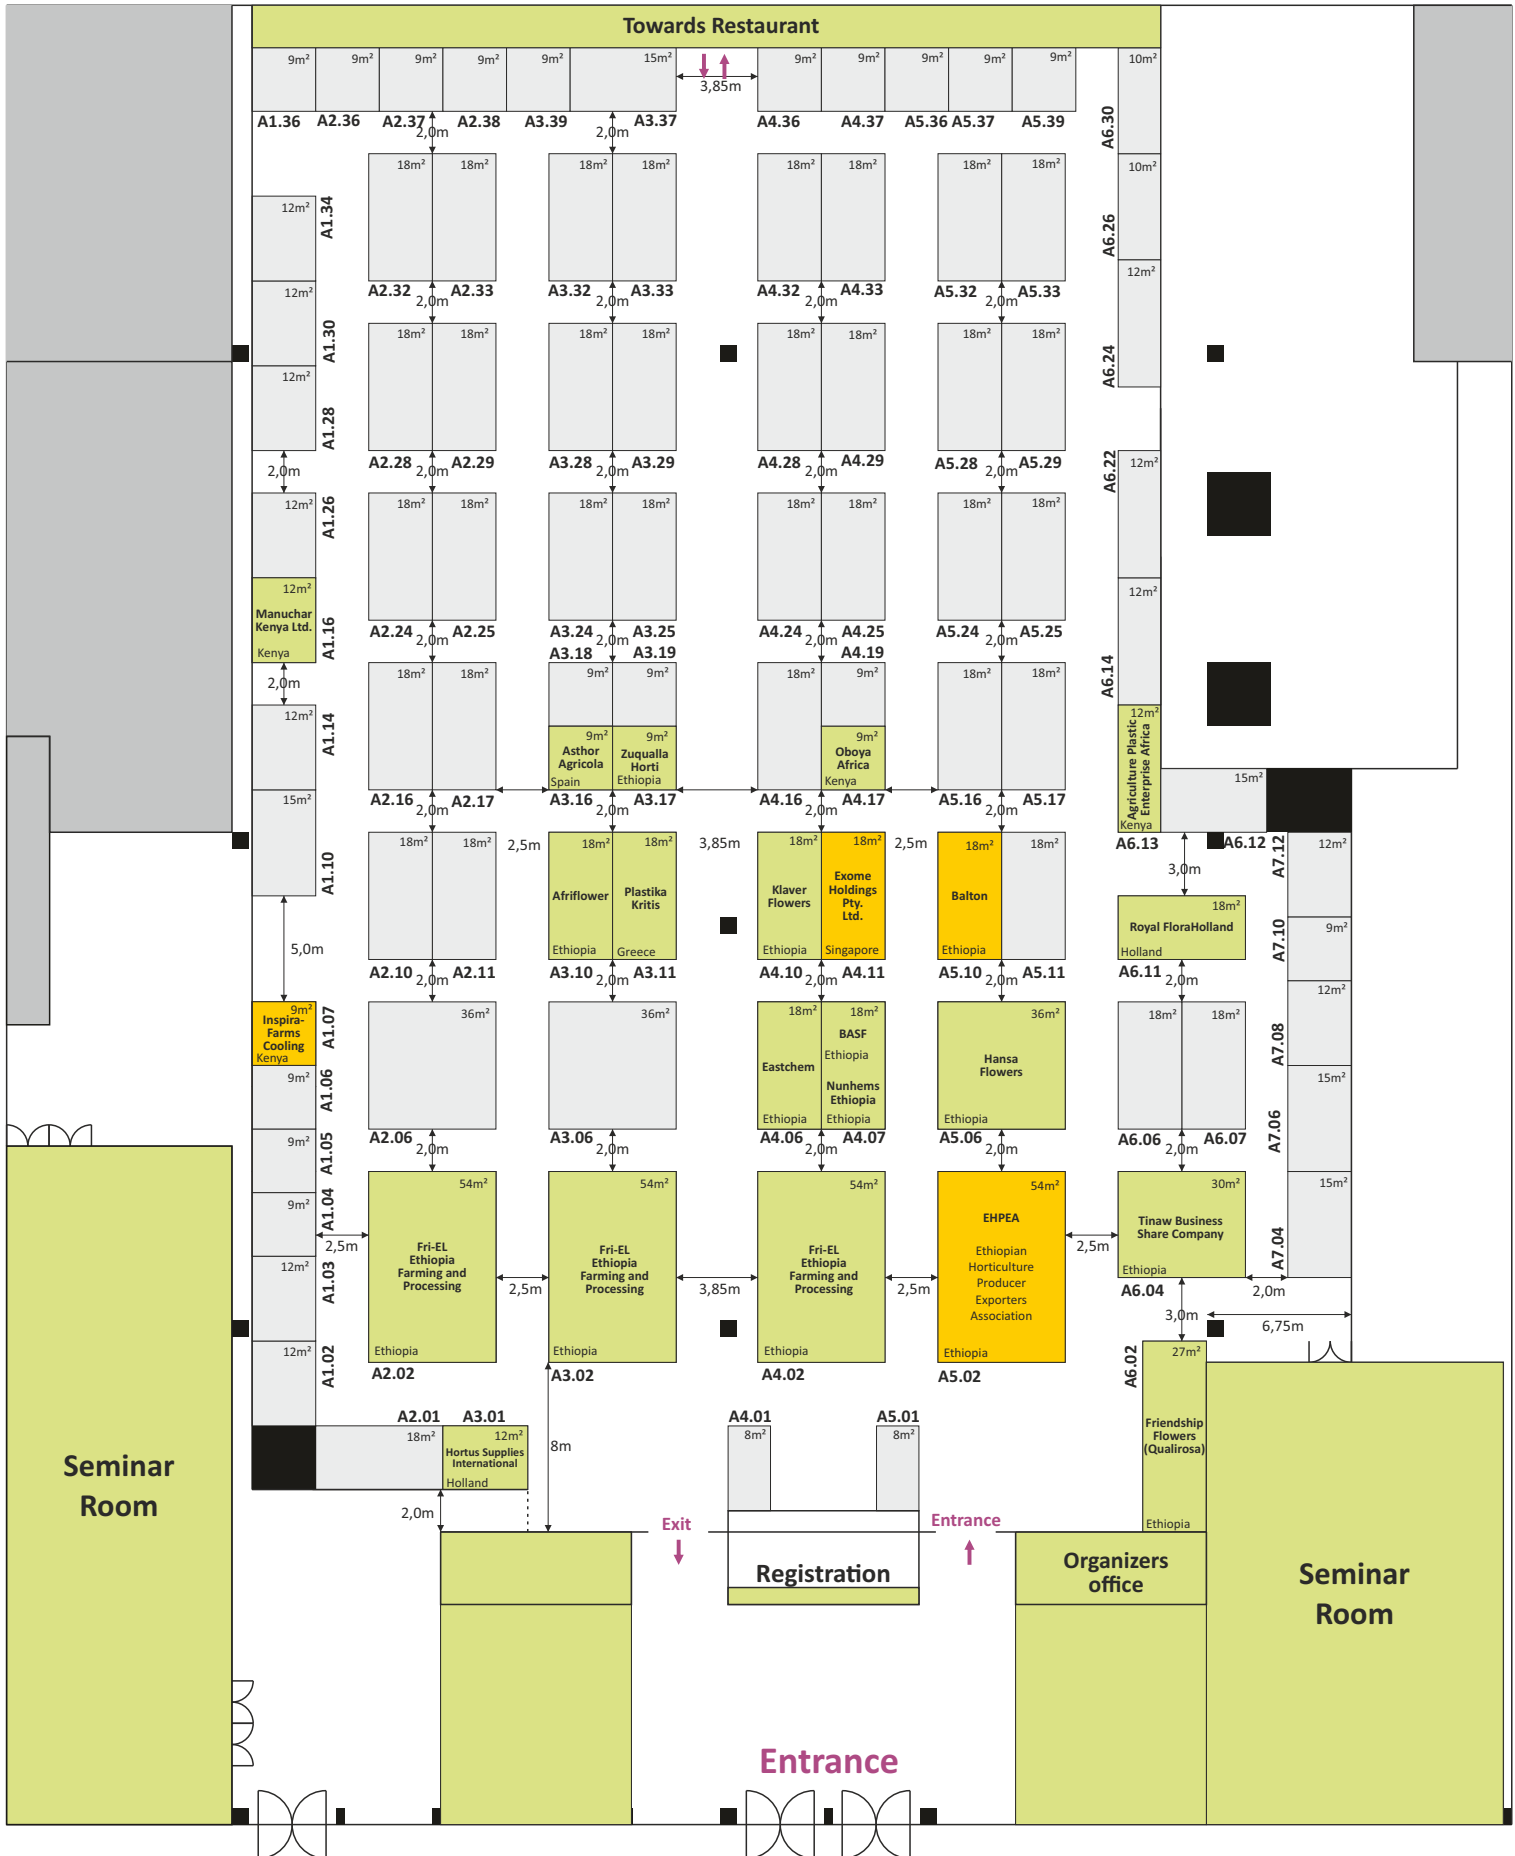 Towards Restaurant
9m² 9m² 9m² 9m² 9m² 15m² 9m² 9m² 9m² 9m² 9m² 10m²
3,85m
A1.36 A2.36 A2.37 A2.38 A3.39 A3.37 A4.36 A4.37 A5.36 A5.37 A5.39 A6.30
2,0m 2,0m
18m² 18m² 18m² 18m² 18m² 18m² 18m² 18m² 10m²
12m² A1.34 A6.26
A2.32 2,0m A2.33 A3.32 2,0m A3.33 A4.32 2,0m A4.33 A5.32 2,0m A5.33 12m²
12m² A1.30
18m² 18m² 18m² 18m² 18m² 18m² 18m² 18m² A6.24
12m² A1.28
A2.28 2,0m A2.29 A3.28 2,0m A3.29 A4.28 2,0m A4.29 A5.28 2,0m A5.29 A6.22 12m²
2,0m
12m² A1.26 18m² 18m² 18m² 18m² 18m² 18m² 18m² 18m²
12m² 12m²
Manuchar
Kenya Ltd.
Kenya
A1.16
A2.24 2,0m A2.25 A3.24 2,0m A3.25 A4.24 2,0m A4.25 A5.24 2,0m A5.25
A3.18 A3.19 A4.19 A6.14
2,0m
18m² 18m² 9m² 9m² 18m² 9m² 18m² 18m²
12m² A1.14
9m²
Asthor
Agricola
Spain
9m²
Zuqualla
Horti
Ethiopia
9m²
Oboya
Africa
Kenya
12m²
Agriculture Plastic
Enterprise Africa
Kenya
15m²
15m² A1.10
A2.16 2,0m A2.17 A3.16 2,0m A3.17 A4.16 2,0m A4.17 A5.16 2,0m A5.17
A6.13 A6.12 A7.12 12m²
18m² 18m² 2,5m
18m²
Afriflower
Ethiopia
18m²
Plastika
Kritis
Greece
3,85m
18m²
Klaver
Flowers
Ethiopia
18m²
Exome
Holdings
Pty.
Ltd.
Singapore
2,5m
18m²
Balton
Ethiopia
18m²
3,0m
18m²
Royal FloraHolland
Holland
A7.10 9m²
5,0m
A2.10 2,0m A2.11 A3.10 2,0m A3.11 A4.10 2,0m A4.11 A5.10 2,0m A5.11 A6.11 2,0m
12m² A7.08
9m²
Inspira-
Farms
Cooling
Kenya
A1.07
36m² 36m²
18m²
Eastchem
Ethiopia
18m²
BASF
Ethiopia
Nunhems
Ethiopia
Ethiopia
36m²
Hansa
Flowers
Ethiopia
18m² 18m²
9m² A1.06 15m² A7.06
9m² A1.05
A2.06 2,0m A3.06 2,0m A4.06 2,0m A4.07 A5.06 2,0m A6.06 2,0m A6.07
9m² A1.04
2,5m
54m²
Fri-EL
Ethiopia
Farming and
Processing
Ethiopia
2,5m
54m²
Fri-EL
Ethiopia
Farming and
Processing
Ethiopia
3,85m
54m²
Fri-EL
Ethiopia
Farming and
Processing
Ethiopia
2,5m
54m²
EHPEA
Ethiopian
Horticulture
Producer
Exporters
Association
Ethiopia
2,5m
30m²
Tinaw Business
Share Company
Ethiopia
15m² A7.04
2,0m
12m² A1.03
A6.04 3,0m 6,75m
12m² A1.02
A2.02 A3.02 A4.02 A5.02 A6.02
27m²
Friendship
Flowers
(Qualirosa)
Ethiopia
A2.01 A3.01 A4.01 A5.01
18m²
12m²
Hortus Supplies
International
Holland
8m
8m² 8m²
2,0m
Seminar
Room
Exit
Entrance
Registration
Organizers
office
Seminar
Room
Entrance